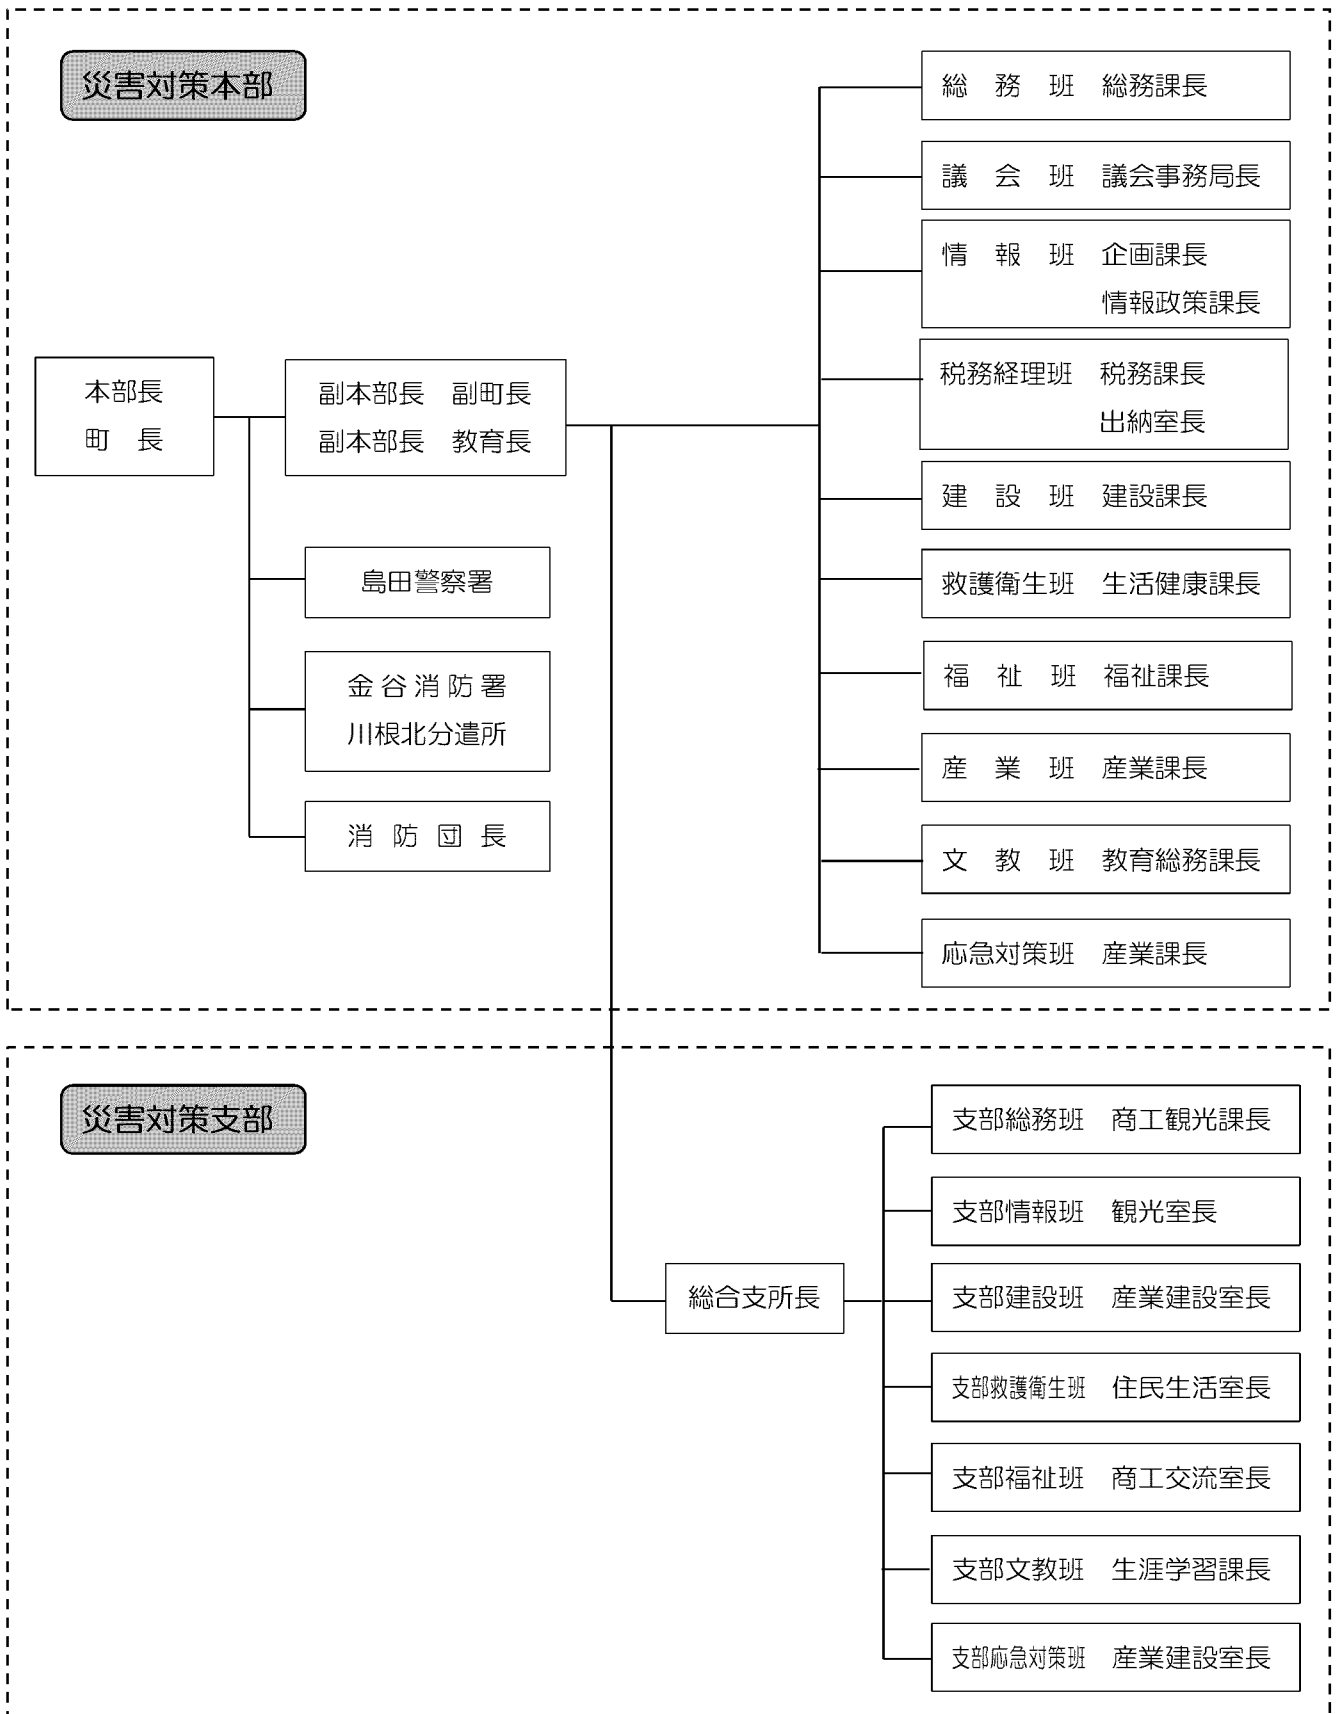 災害対策本部
本部長
町　長
副本部長　副町長
副本部長　教育長
島田警察署
金谷消防署
川根北分遣所
消　防　団　長
総　務　班　総務課長
議　会　班　議会事務局長
情　報　班　企画課長
情報政策課長
税務経理班　税務課長
出納室長
建　設　班　建設課長
救護衛生班　生活健康課長
福　祉　班　福祉課長
産　業　班　産業課長
文　教　班　教育総務課長
応急対策班　産業課長
災害対策支部
総合支所長
支部総務班　商工観光課長
支部情報班　観光室長
支部建設班　産業建設室長
支部救護衛生班　住民生活室長
支部福祉班　商工交流室長
支部文教班　生涯学習課長
支部応急対策班　産業建設室長